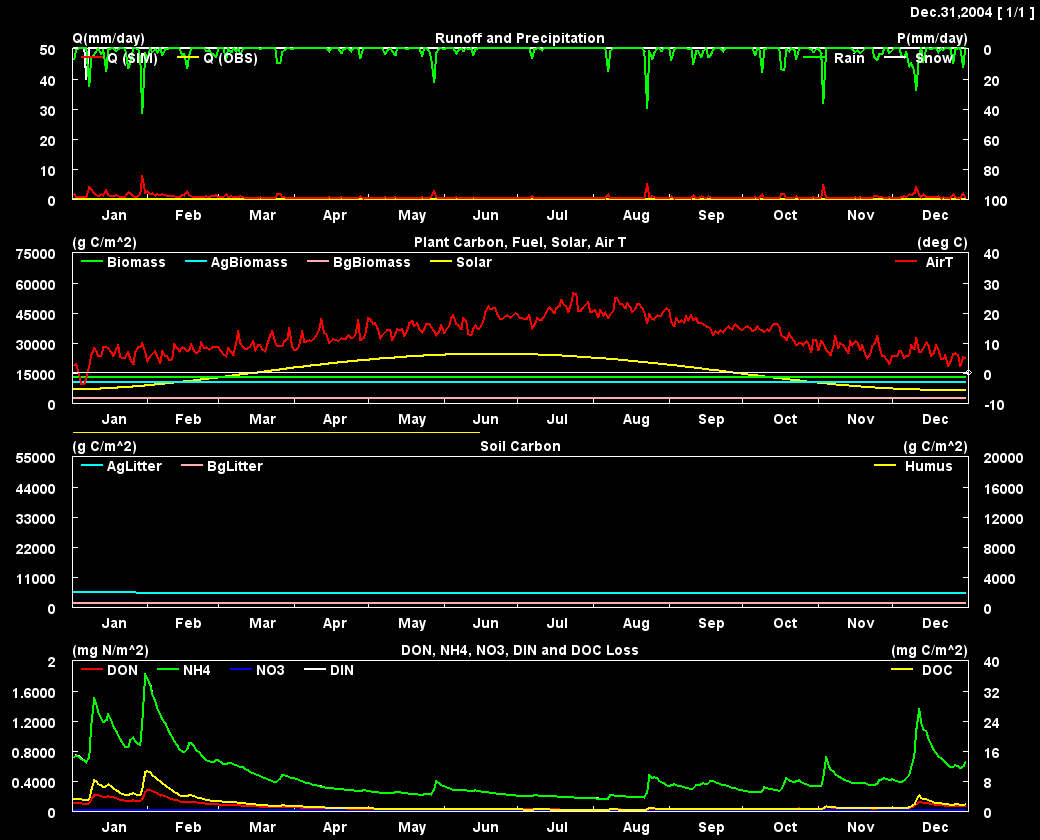 Dec.31,2004 [ 1/1 ]
Q(mm/day) Runoff and Precipitation P(mm/day)
50 0
Q (SIM) Q (OBS) Rain Snow
40 20
30 40
20 60
10 80
0 100
Jan Feb Mar Apr May Jun Jul Aug Sep Oct Nov Dec
(g C/m^2) Plant Carbon, Fuel, Solar, Air T (deg C)
75000 40
Biomass AgBiomass BgBiomass Solar AirT
60000 30
45000 20
30000 10
15000 0
0 -10
Jan Feb Mar Apr May Jun Jul Aug Sep Oct Nov Dec
(g C/m^2) Soil Carbon (g C/m^2)
55000 20000
AgLitter BgLitter Humus
44000 16000
33000 12000
22000 8000
11000 4000
0 0
Jan Feb Mar Apr May Jun Jul Aug Sep Oct Nov Dec
(mg N/m^2) DON, NH4, NO3, DIN and DOC Loss (mg C/m^2)
2 40
DON NH4 NO3 DIN DOC
1.6000 32
1.2000 24
0.8000 16
0.4000 8
0 0
Jan Feb Mar Apr May Jun Jul Aug Sep Oct Nov Dec